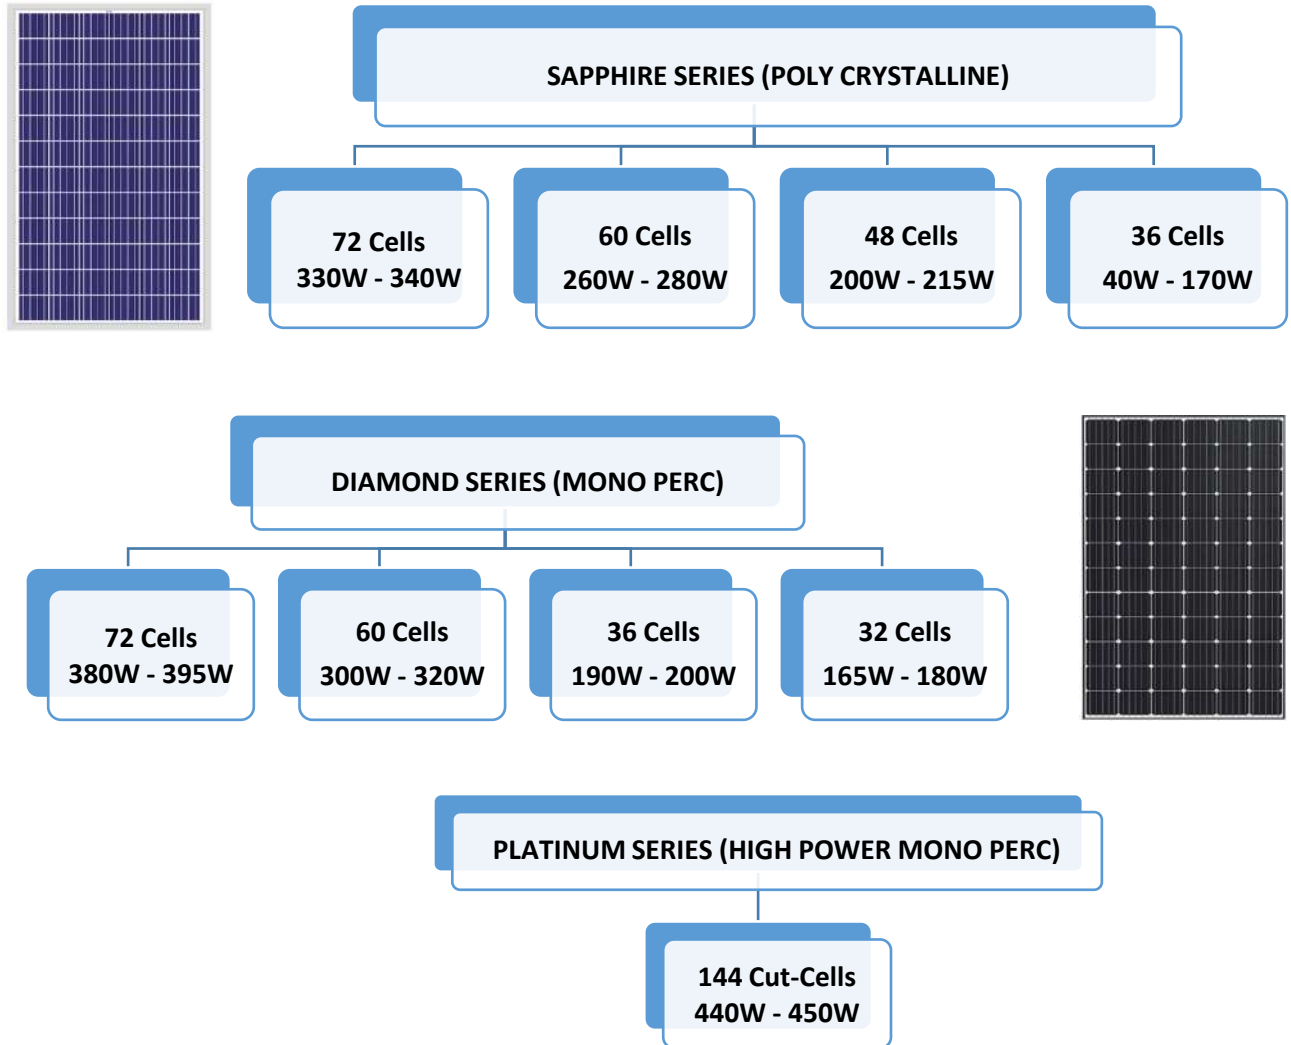 SAPPHIRE SERIES (POLY CRYSTALLINE)
72 Cells
330W - 340W
60 Cells
260W - 280W
48 Cells
200W - 215W
36 Cells
40W - 170W
DIAMOND SERIES (MONO PERC)
72 Cells
380W - 395W
60 Cells
300W - 320W
36 Cells
190W - 200W
32 Cells
165W - 180W
PLATINUM SERIES (HIGH POWER MONO PERC)
144 Cut-Cells
440W - 450W